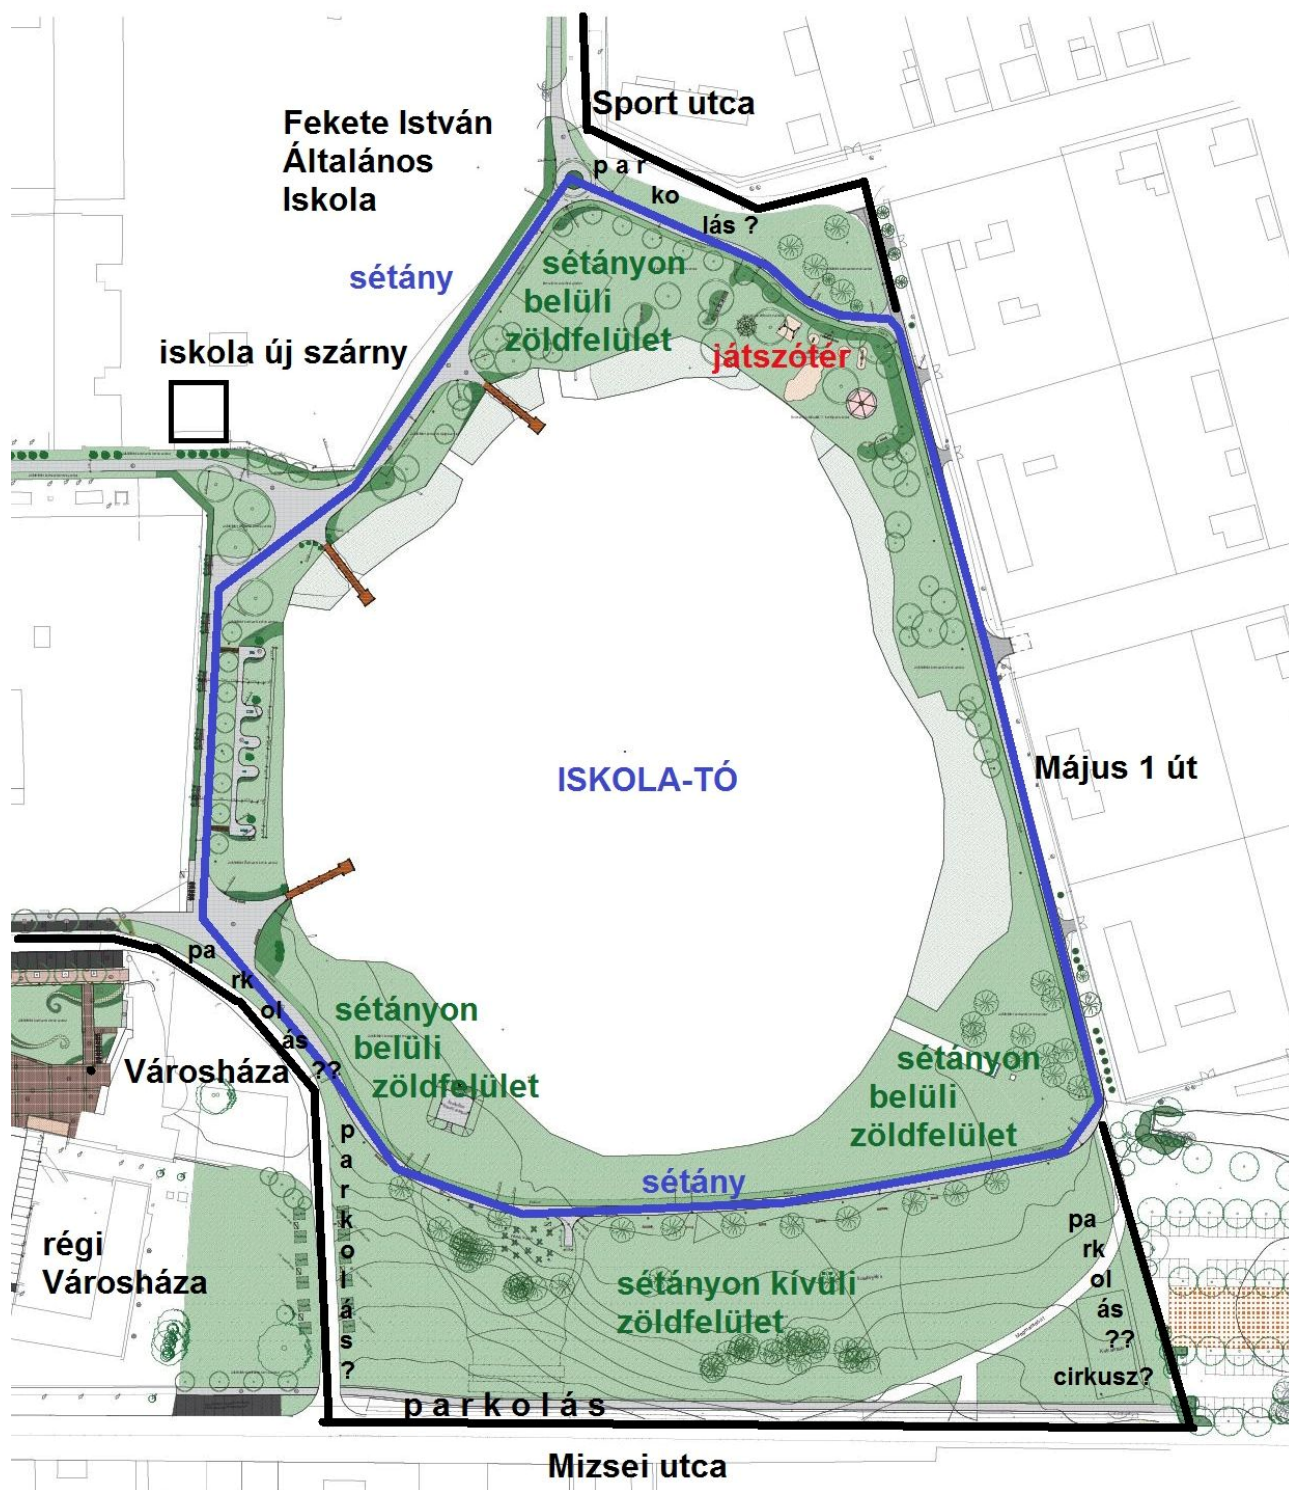 Sport utca
Fekete István
Általános
Iskola
p a r
ko
lás ?
sétány
sétányon
belüli
zöldfelület
iskola új szárny
játszótér
ISKOLA-TÓ
Május 1 út
pa
rk
ol
ás
??
sétányon
belüli
zöldfelület
Városháza
sétányon
belüli
zöldfelület
p
a
r
k
o
l
á
s
?
sétány
régi
Városháza
sétányon kívüli
zöldfelület
pa
rk
ol
ás
??
cirkusz?
p a r k o l á s
Mizsei utca